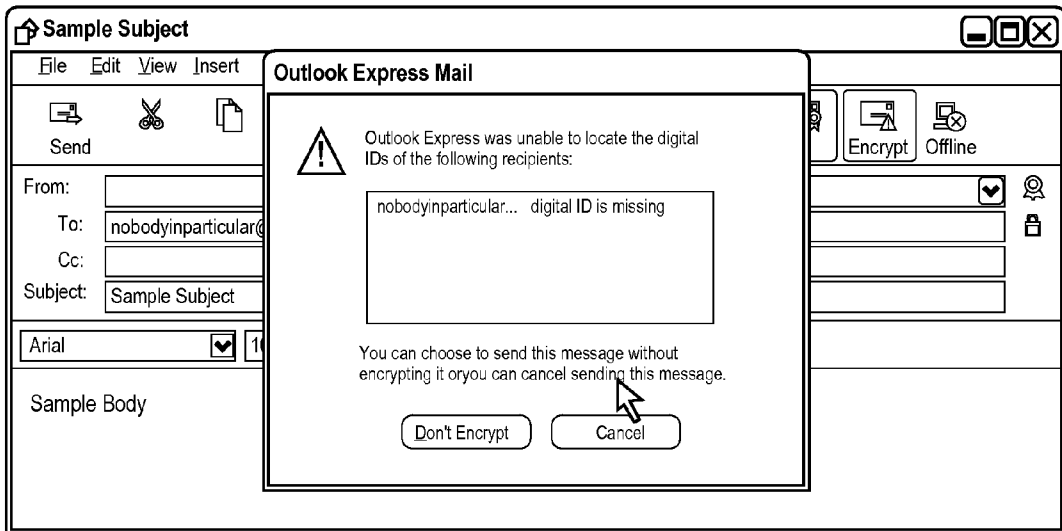 Sample Subject
File Edit View Insert
Outlook Express Mail
Send
Encrypt
Offline
Outlook Express was unable to locate the digital
IDs of the following recipients:
nobodyinparticular... digital ID is missing
From:
To: nobodyinparticular@
Cc:
Subject: Sample Subject
Arial
You can choose to send this message without
encrypting it oryou can cancel sending this message.
Sample Body
Don't Encrypt
Cancel